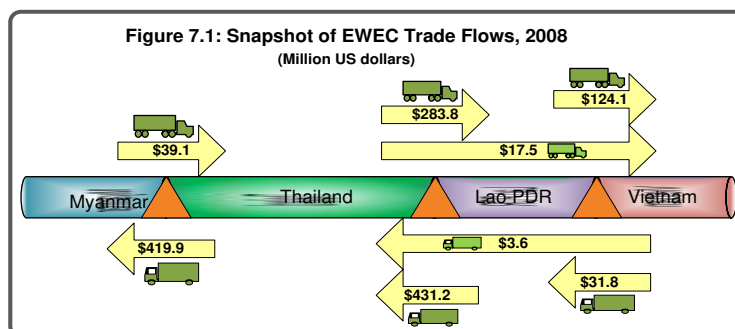 Figure 7.1: Snapshot of EWEC Trade Flows, 2008
(Million US dollars)
$283.8
$124.1
$39.1
$17.5
Myanmar
Thailand
Lao PDR
Vietnam
$419.9
$3.6
$431.2
$31.8